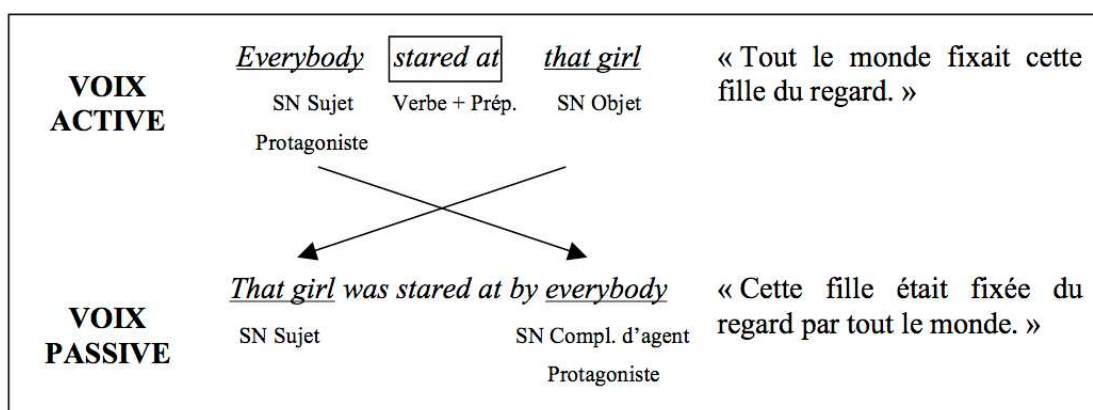 VOIX
ACTIVE
Everybody stared at that girl
SN Sujet Verbe + Prép. SN Objet
Protagoniste
« Tout le monde fixait cette
fille du regard. »
VOIX
PASSIVE
That girl was stared at by everybody
SN Sujet SN Compl. d'agent
Protagoniste
« Cette fille était fixée du
regard par tout le monde. »